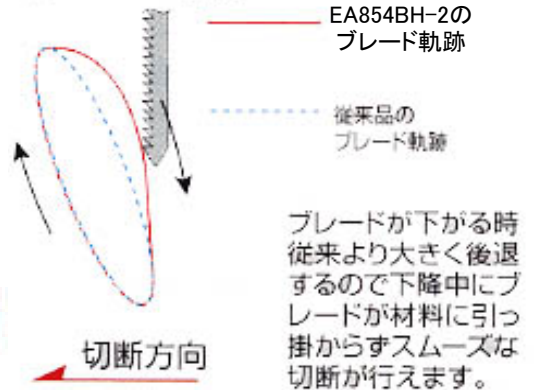 EA854BH-2の
ブレード軌跡
従来品の
ブレード軌跡
ブレードが下がる時
従来より大きく後退
するので下降中にブ
レードが材料に引っ
掛からずスムーズな
切断が行えます。
切断方向